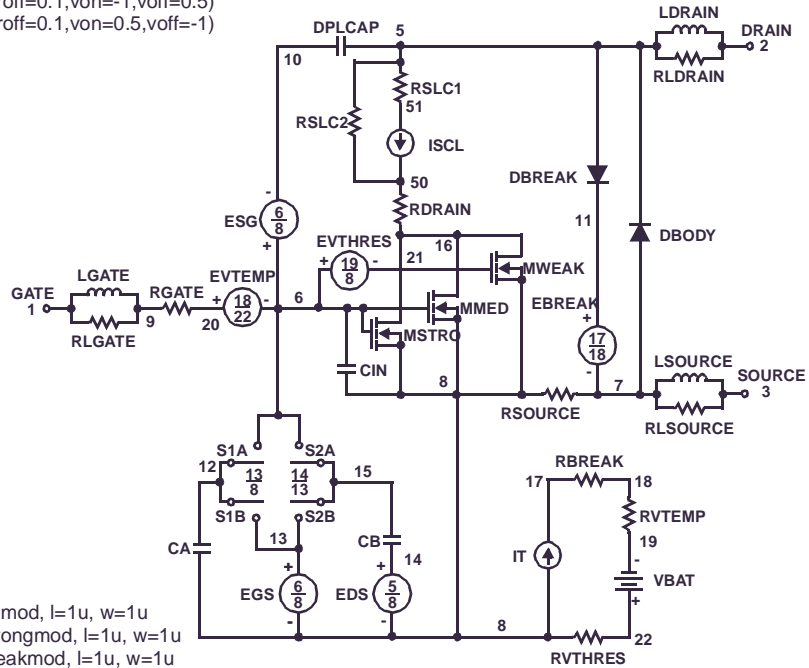 roff=0.1,von=-1,voff=0.5)
roff=0.1,von=0.5,voff=-1)
LDRAIN
DPLCAP
5
DRAIN
2
10
RLDRAIN
RSLC1
51
RSLC2
ISCL
50
DBREAK
RDRAIN
ESG
6
8
-
+
11
DBODY
EVTHRES
16
21
+
19
8
-
MWEAK
LGATE
EVTEMP
GATE
1
RGATE
+
18
22
-
6
MMED
EBREAK
+
RLGATE
9
20
MSTRO
17
18
-
CIN
LSOURCE
8
7
SOURCE
3
RSOURCE
RLSOURCE
S1A
S2A
12
13
8
14
13
15
S1B
S2B
RBREAK
17
18
RVTEMP
CA
13
CB
14
19
IT
-
VBAT
+
+
EGS
6
8
-
+
EDS
5
8
-
8
22
RVTHRES
mod, l=1u, w=1u
rongmod, l=1u, w=1u
eakmod, l=1u, w=1u